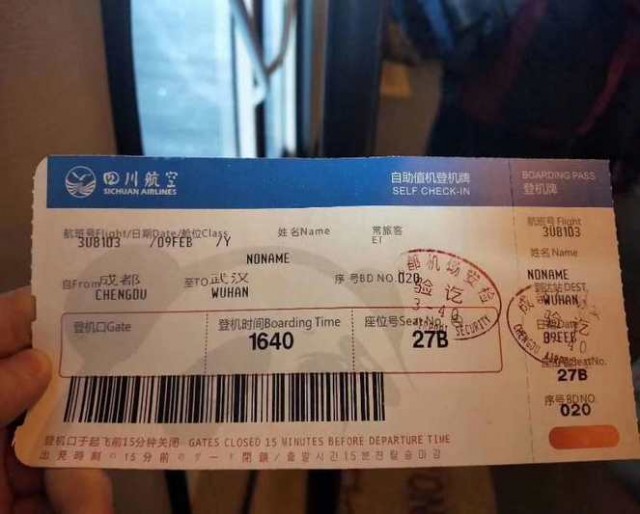 四川航空
SICHUAN AIRLINES
自助值机登机牌
SELF CHECK-IN
BOARDING PASS
登机牌
航班号Flight/日期Date/舱位Class
3U8103 /09FEB /Y
姓名Name
NONAME
常旅客
ET
自From成都
CHENGDU
至TO武汉
WUHAN
序号BD NO.020
登机口Gate
登机时间Boarding Time
1640
座位号Seat No.
27B
验讫
SECURITY
登机口于起飞前15分钟关闭 GATES CLOSED 15 MINUTES BEFORE DEPARTURE TIME
航班号Flight
3U8103
姓名Name
NONAME
DEST
WUHAN
09FEB
27B
序号BD NO.
020